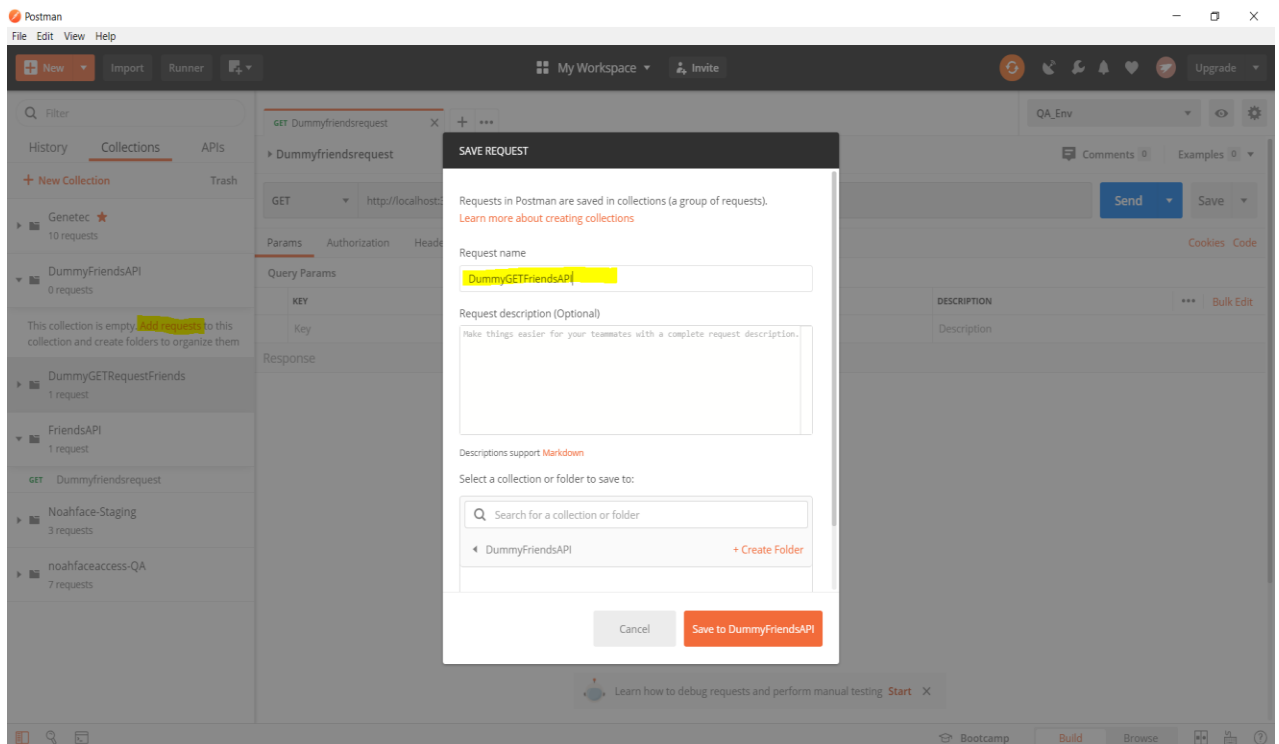 Postman
File Edit View Help
New Import Runner My Workspace Invite Upgrade
Filter
History Collections APIs
+ New Collection Trash
Genetec
10 requests
DummyFriendsAPI
0 requests
This collection is empty. Add requests to this
collection and create folders to organize them
DummyGETRequestFriends
1 request
FriendsAPI
1 request
GET Dummyfriendsrequest
Noahface-Staging
3 requests
noahfaceaccess-QA
7 requests
GET Dummyfriendsrequest
QA_Env
Dummyfriendsrequest
Comments 0 Examples 0
GET http://localhost:
Send Save
Params Authorization
Cookies Code
Query Params
KEY DESCRIPTION Bulk Edit
Key Description
Response
SAVE REQUEST
Requests in Postman are saved in collections (a group of requests).
Learn more about creating collections
Request name
DummyGETFriendsAPI
Request description (Optional)
Make things easier for your teammates with a complete request description.
Descriptions support Markdown
Select a collection or folder to save to:
Search for a collection or folder
DummyFriendsAPI + Create Folder
Cancel Save to DummyFriendsAPI
Learn how to debug requests and perform manual testing Start
Bootcamp Build Browse